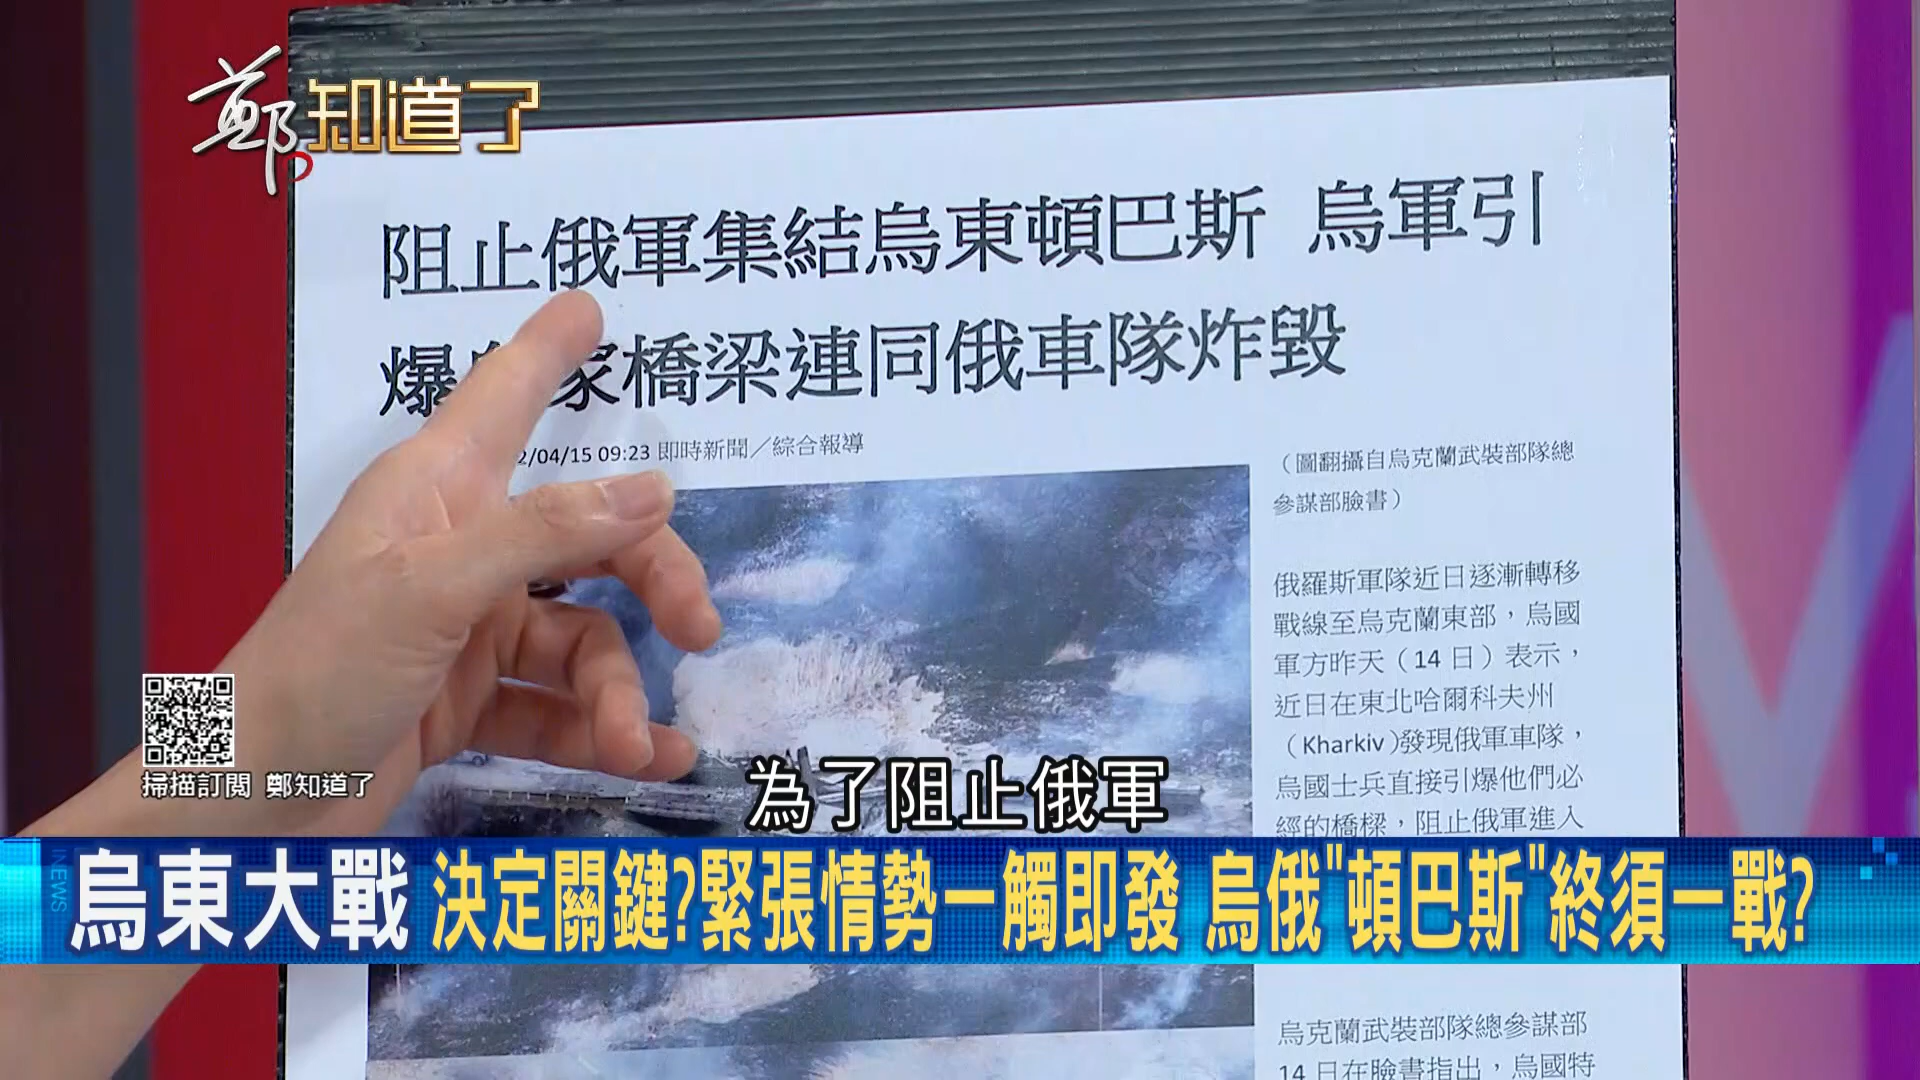 鄭知道了
阻止俄軍集結烏東頓巴斯 烏軍引
爆 家橋梁連同俄車隊炸毀
2/04/15 09:23 即時新聞／綜合報導
（圖翻攝自烏克蘭武裝部隊總
參謀部臉書）
俄羅斯軍隊近日逐漸轉移
戰線至烏克蘭東部，烏國
軍方昨天（14 日）表示，
近日在東北哈爾科夫州
（Kharkiv）發現俄軍車隊，
烏國士兵直接引爆他們必
經的橋樑，阻止俄軍進入
掃描訂閱 鄭知道了
為了阻止俄軍
INEWS
烏東大戰 決定關鍵?緊張情勢一觸即發 烏俄"頓巴斯"終須一戰?
烏克蘭武裝部隊總參謀部
14 日在臉書指出，烏國特